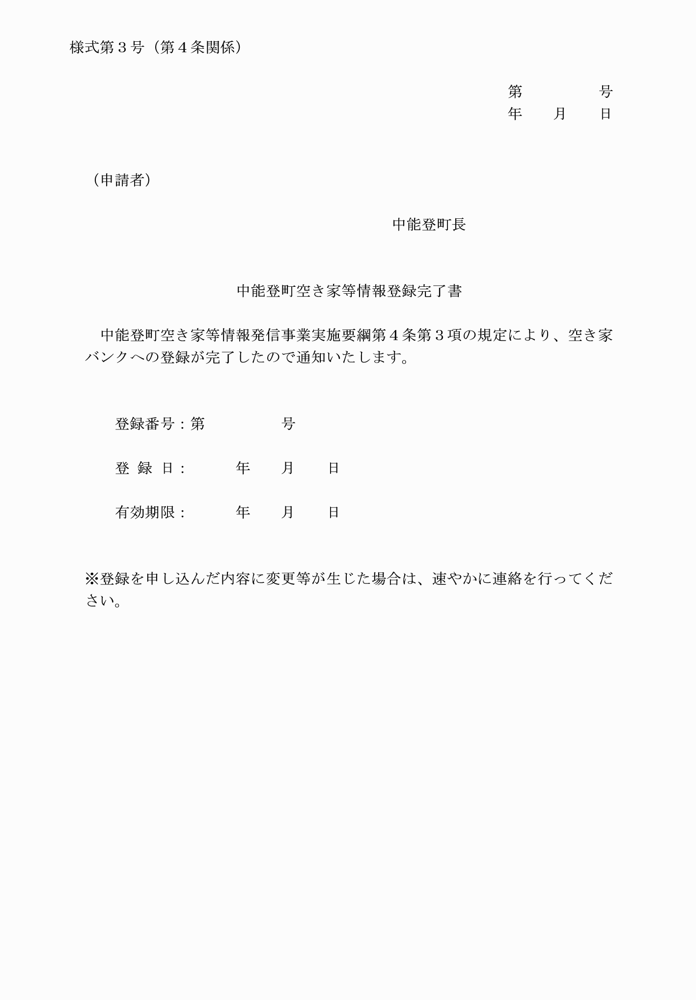 様式第３号（第４条関係）
第　　　　　号
年　　月　　日
（申請者）
中能登町長
中能登町空き家等情報登録完了書
中能登町空き家等情報発信事業実施要綱第４条第３項の規定により、空き家
バンクへの登録が完了したので通知いたします。
登録番号：第　　　　　号
登 録 日：　　　年　　月　　日
有効期限：　　　年　　月　　日
※登録を申し込んだ内容に変更等が生じた場合は、速やかに連絡を行ってくだ
さい。